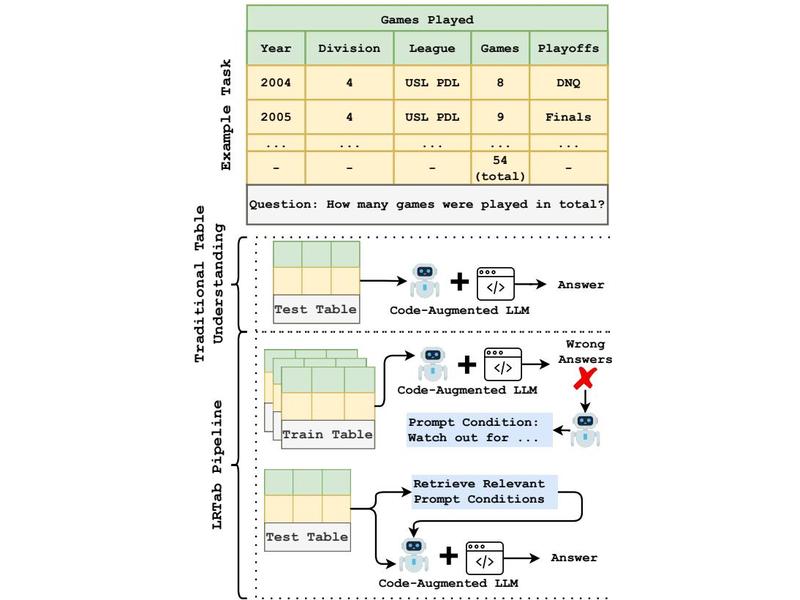 Games Played
Year Division League Games Playoffs
2004 4 USL PDL 8 DNQ
2005 4 USL PDL 9 Finals
... ... ... ... ...
- - - 54 (total) -
Question: How many games were played in total?
Example Task
Traditional Table
Understanding
Test Table
</>
Code-Augmented LLM
Answer
LRTab Pipeline
Train Table
</>
Code-Augmented LLM
Wrong
Answers
Prompt Condition:
Watch out for ...
Test Table
Retrieve Relevant
Prompt Conditions
</>
Code-Augmented LLM
Answer